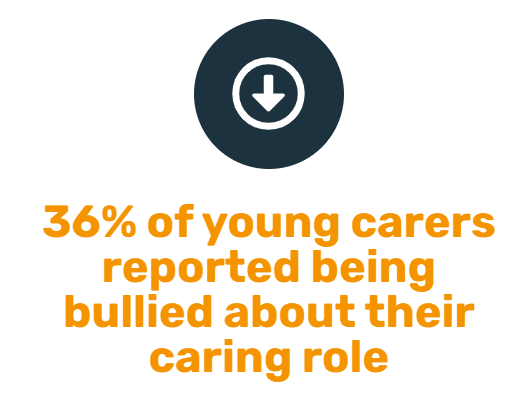 36% of young carers
reported being
bullied about their
caring role